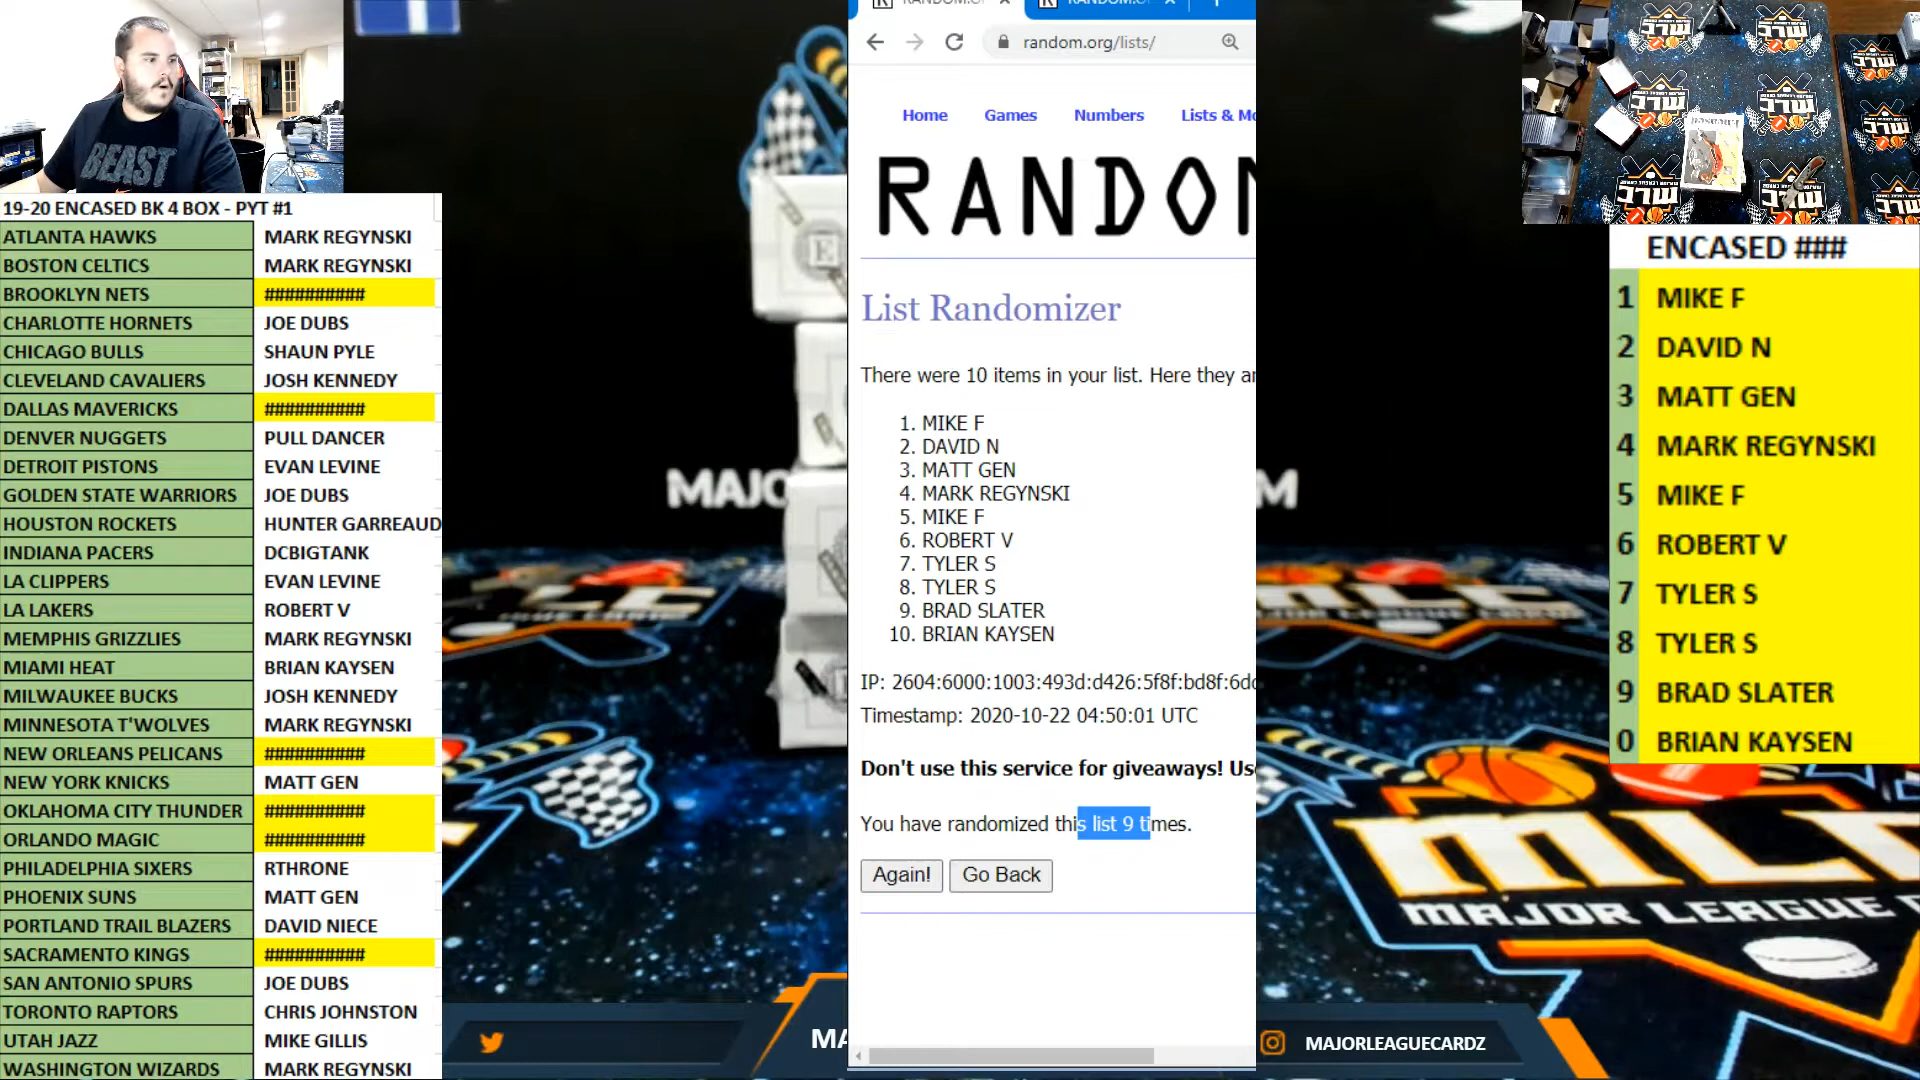 BEAST
19-20 ENCASED BK 4 BOX - PYT #1
ATLANTA HAWKS MARK REGYNSKI
BOSTON CELTICS MARK REGYNSKI
BROOKLYN NETS ##########
CHARLOTTE HORNETS JOE DUBS
CHICAGO BULLS SHAUN PYLE
CLEVELAND CAVALIERS JOSH KENNEDY
DALLAS MAVERICKS ##########
DENVER NUGGETS PULL DANCER
DETROIT PISTONS EVAN LEVINE
GOLDEN STATE WARRIORS JOE DUBS
HOUSTON ROCKETS HUNTER GARREAUD
INDIANA PACERS DCBIGTANK
LA CLIPPERS EVAN LEVINE
LA LAKERS ROBERT V
MEMPHIS GRIZZLIES MARK REGYNSKI
MIAMI HEAT BRIAN KAYSEN
MILWAUKEE BUCKS JOSH KENNEDY
MINNESOTA T'WOLVES MARK REGYNSKI
NEW ORLEANS PELICANS ##########
NEW YORK KNICKS MATT GEN
OKLAHOMA CITY THUNDER ##########
ORLANDO MAGIC ##########
PHILADELPHIA SIXERS RTHRONE
PHOENIX SUNS MATT GEN
PORTLAND TRAIL BLAZERS DAVID NIECE
SACRAMENTO KINGS ##########
SAN ANTONIO SPURS JOE DUBS
TORONTO RAPTORS CHRIS JOHNSTON
UTAH JAZZ MIKE GILLIS
WASHINGTON WIZARDS MARK REGYNSKI
random.org/lists/
Home Games Numbers Lists & Mo
RANDOM
List Randomizer
There were 10 items in your list. Here they ar
1. MIKE F
2. DAVID N
3. MATT GEN
4. MARK REGYNSKI
5. MIKE F
6. ROBERT V
7. TYLER S
8. TYLER S
9. BRAD SLATER
10. BRIAN KAYSEN
IP: 2604:6000:1003:493d:d426:5f8f:bd8f:6dc
Timestamp: 2020-10-22 04:50:01 UTC
Don't use this service for giveaways! Use
You have randomized this list 9 times.
Again! Go Back
ENCASED ###
1 MIKE F
2 DAVID N
3 MATT GEN
4 MARK REGYNSKI
5 MIKE F
6 ROBERT V
7 TYLER S
8 TYLER S
9 BRAD SLATER
0 BRIAN KAYSEN
MAJOR LEAGUE
MAJORLEAGUECARDZ